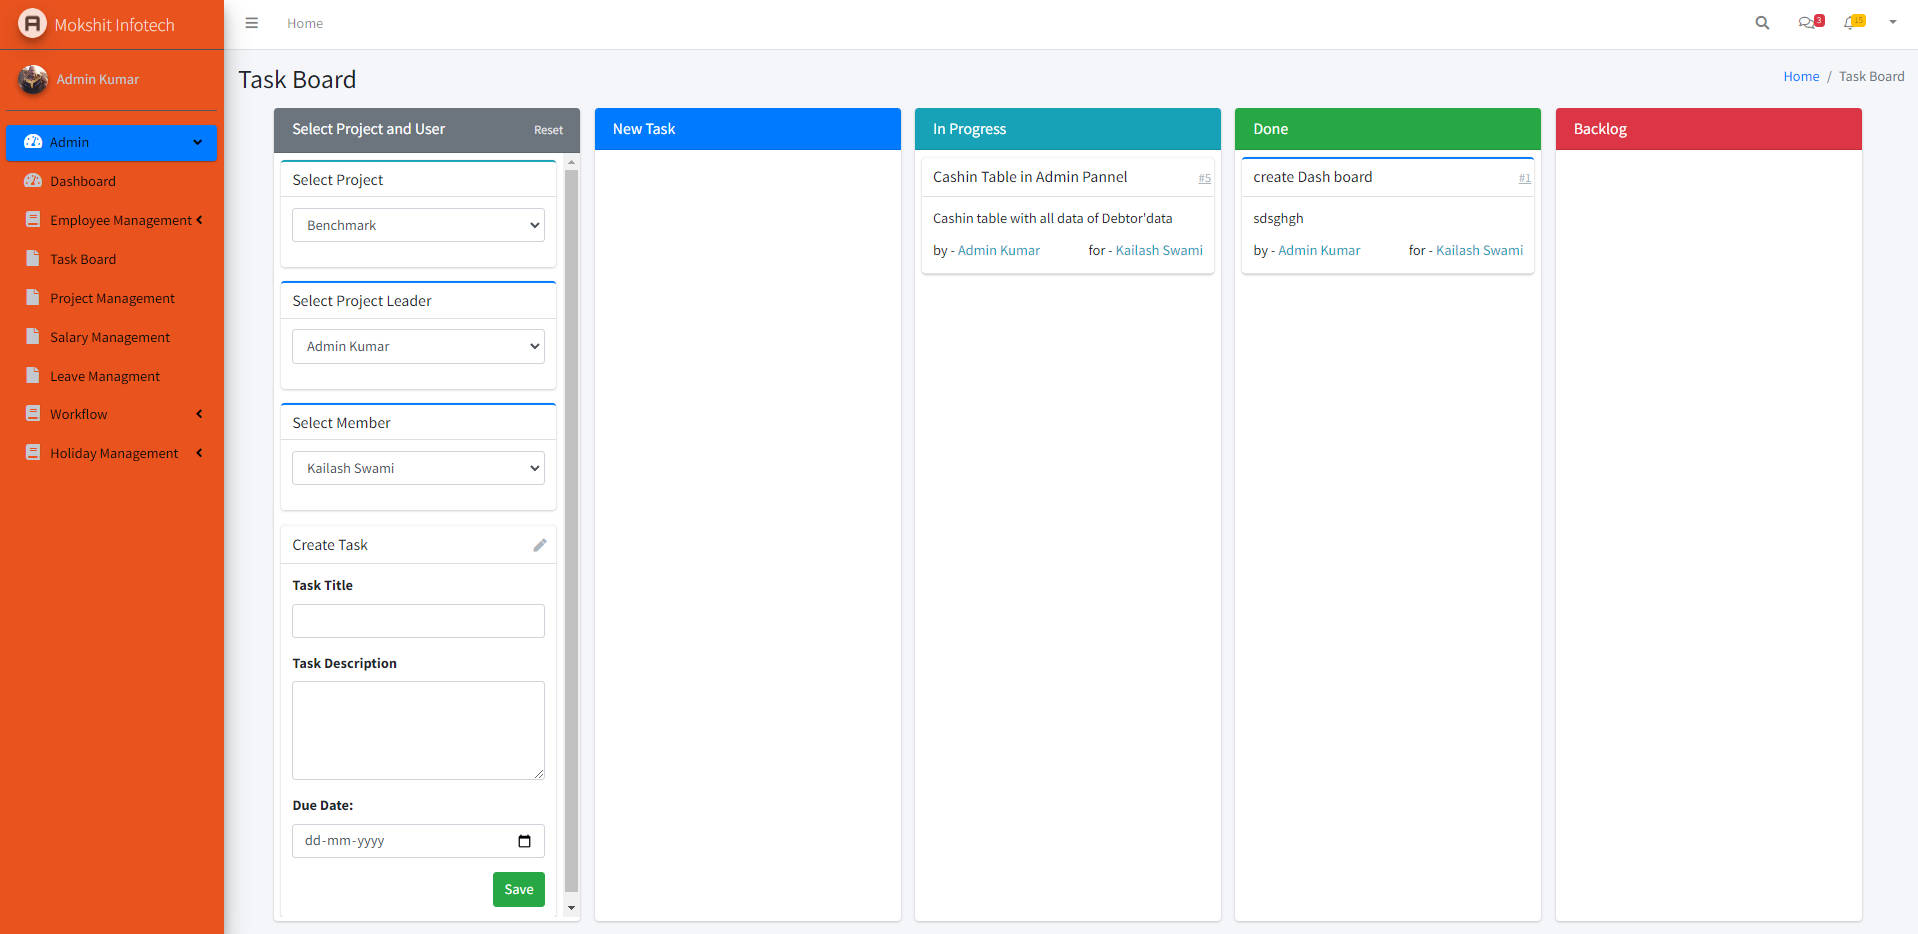 Mokshit Infotech
Home
3
15
Admin Kumar
Admin
Dashboard
Employee Management
Task Board
Project Management
Salary Management
Leave Managment
Workflow
Holiday Management
Task Board
Home / Task Board
Select Project and User
Reset
Select Project
Benchmark
Select Project Leader
Admin Kumar
Select Member
Kailash Swami
Create Task
Task Title
Task Description
Due Date:
dd-mm-yyyy
Save
New Task
In Progress
Cashin Table in Admin Pannel #5
Cashin table with all data of Debtor'data
by - Admin Kumar for - Kailash Swami
Done
create Dash board #1
sdsghgh
by - Admin Kumar for - Kailash Swami
Backlog